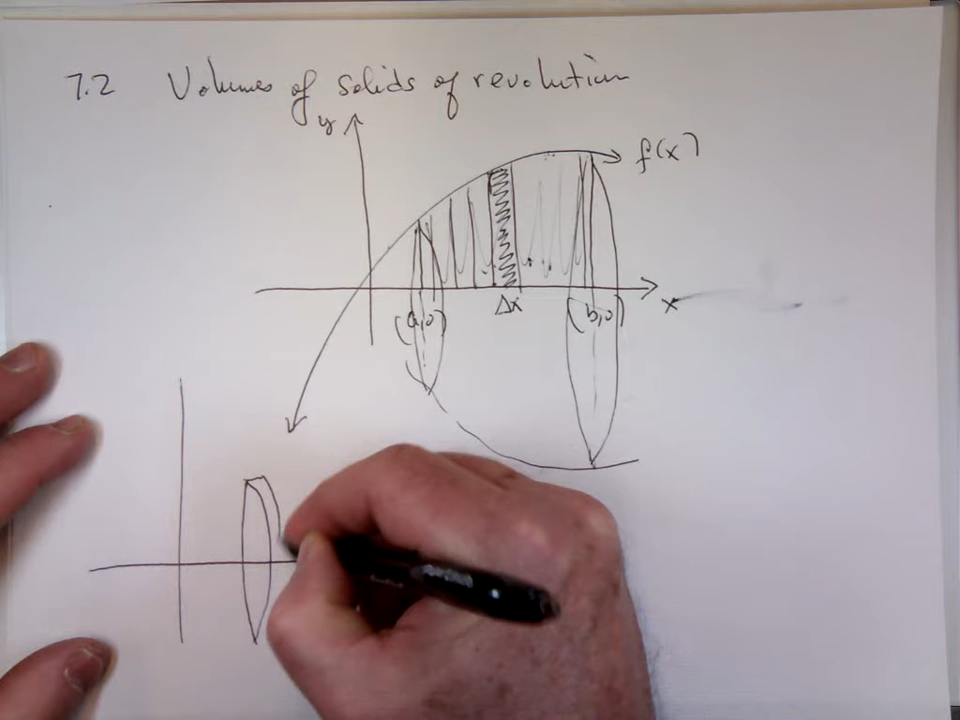 7.2 Volumes of solids of revolution
y
f(x)
x
(a,0) Δx (b,0)